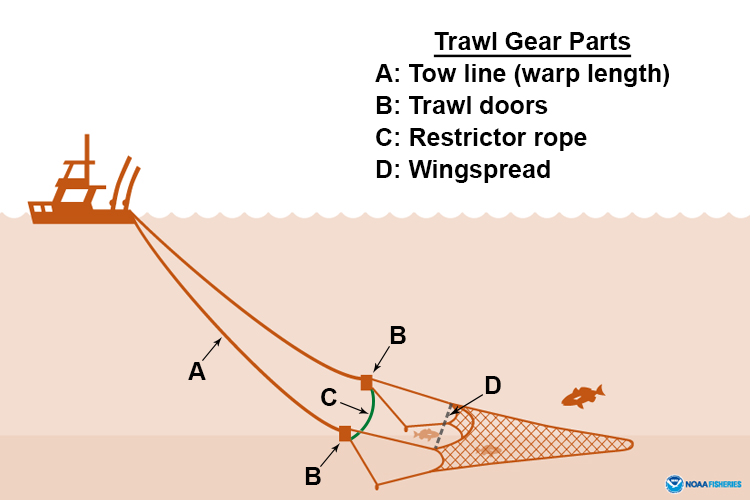 Trawl Gear Parts
A: Tow line (warp length)
B: Trawl doors
C: Restrictor rope
D: Wingspread
B
A
D
C
B
NOAA FISHERIES